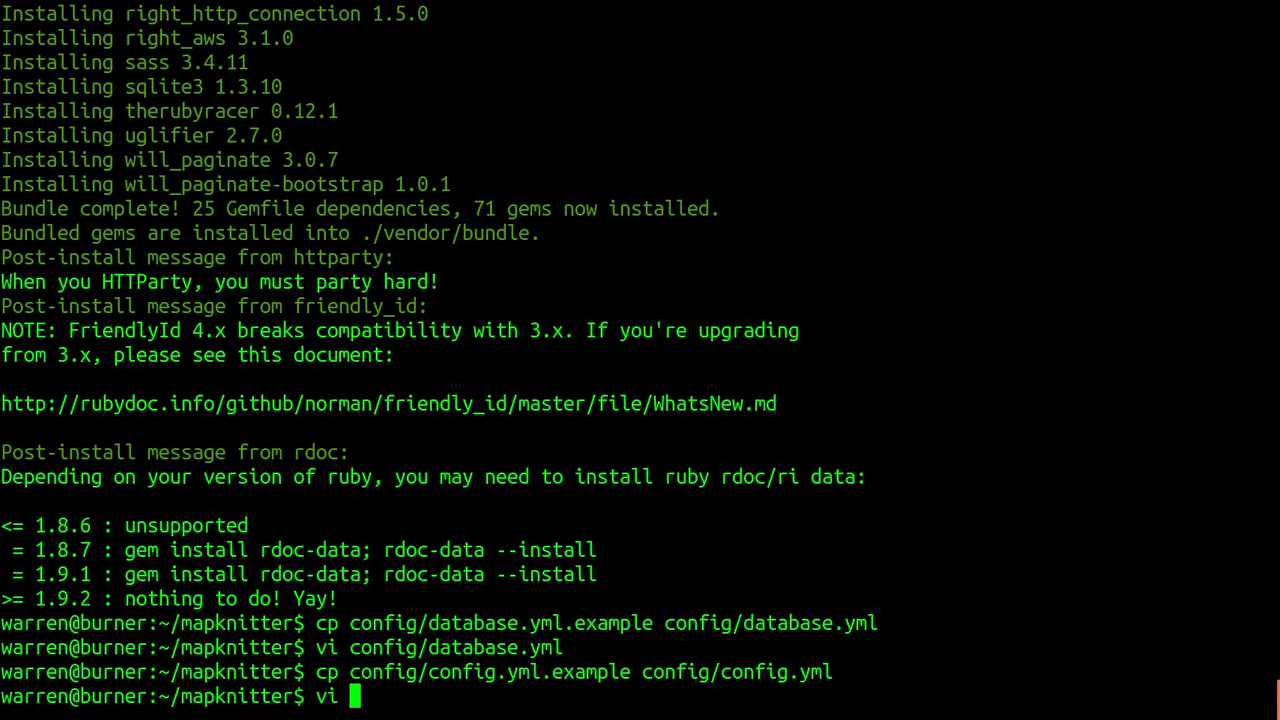 Installing right_http_connection 1.5.0
Installing right_aws 3.1.0
Installing sass 3.4.11
Installing sqlite3 1.3.10
Installing therubyracer 0.12.1
Installing uglifier 2.7.0
Installing will_paginate 3.0.7
Installing will_paginate-bootstrap 1.0.1
Bundle complete! 25 Gemfile dependencies, 71 gems now installed.
Bundled gems are installed into ./vendor/bundle.
Post-install message from httparty:
When you HTTParty, you must party hard!
Post-install message from friendly_id:
NOTE: FriendlyId 4.x breaks compatibility with 3.x. If you're upgrading
from 3.x, please see this document:
http://rubydoc.info/github/norman/friendly_id/master/file/WhatsNew.md
Post-install message from rdoc:
Depending on your version of ruby, you may need to install ruby rdoc/ri data:
<= 1.8.6 : unsupported
 = 1.8.7 : gem install rdoc-data; rdoc-data --install
 = 1.9.1 : gem install rdoc-data; rdoc-data --install
>= 1.9.2 : nothing to do! Yay!
warren@burner:~/mapknitter$ cp config/database.yml.example config/database.yml
warren@burner:~/mapknitter$ vi config/database.yml
warren@burner:~/mapknitter$ cp config/config.yml.example config/config.yml
warren@burner:~/mapknitter$ vi